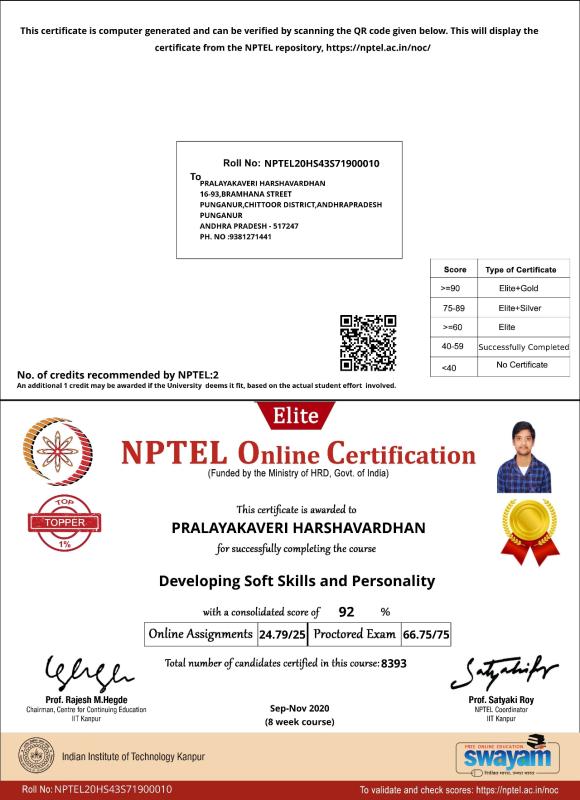 This certificate is computer generated and can be verified by scanning the QR code given below. This will display the
certificate from the NPTEL repository, https://nptel.ac.in/noc/
Roll No: NPTEL20HS43S71900010
To
PRALAYAKAVERI HARSHAVARDHAN
16-93,BRAMHANA STREET
PUNGANUR,CHITTOOR DISTRICT,ANDHRAPRADESH
PUNGANUR
ANDHRA PRADESH - 517247
PH. NO :9381271441
Score Type of Certificate
>=90 Elite+Gold
75-89 Elite+Silver
>=60 Elite
40-59 Successfully Completed
<40 No Certificate
No. of credits recommended by NPTEL:2
An additional 1 credit may be awarded if the University deems it fit, based on the actual student effort involved.
Elite
NPTEL Online Certification
(Funded by the Ministry of HRD, Govt. of India)
TOP
TOPPER
1%
This certificate is awarded to
PRALAYAKAVERI HARSHAVARDHAN
for successfully completing the course
Developing Soft Skills and Personality
with a consolidated score of 92 %
Online Assignments 24.79/25 Proctored Exam 66.75/75
Total number of candidates certified in this course: 8393
Prof. Rajesh M.Hegde
Chairman, Centre for Continuing Education
IIT Kanpur
Prof. Satyaki Roy
NPTEL Coordinator
IIT Kanpur
Sep-Nov 2020
(8 week course)
Indian Institute of Technology Kanpur
FREE ONLINE EDUCATION
swayam
शिक्षित भारत, उन्नत भारत
Roll No: NPTEL20HS43S71900010
To validate and check scores: https://nptel.ac.in/noc